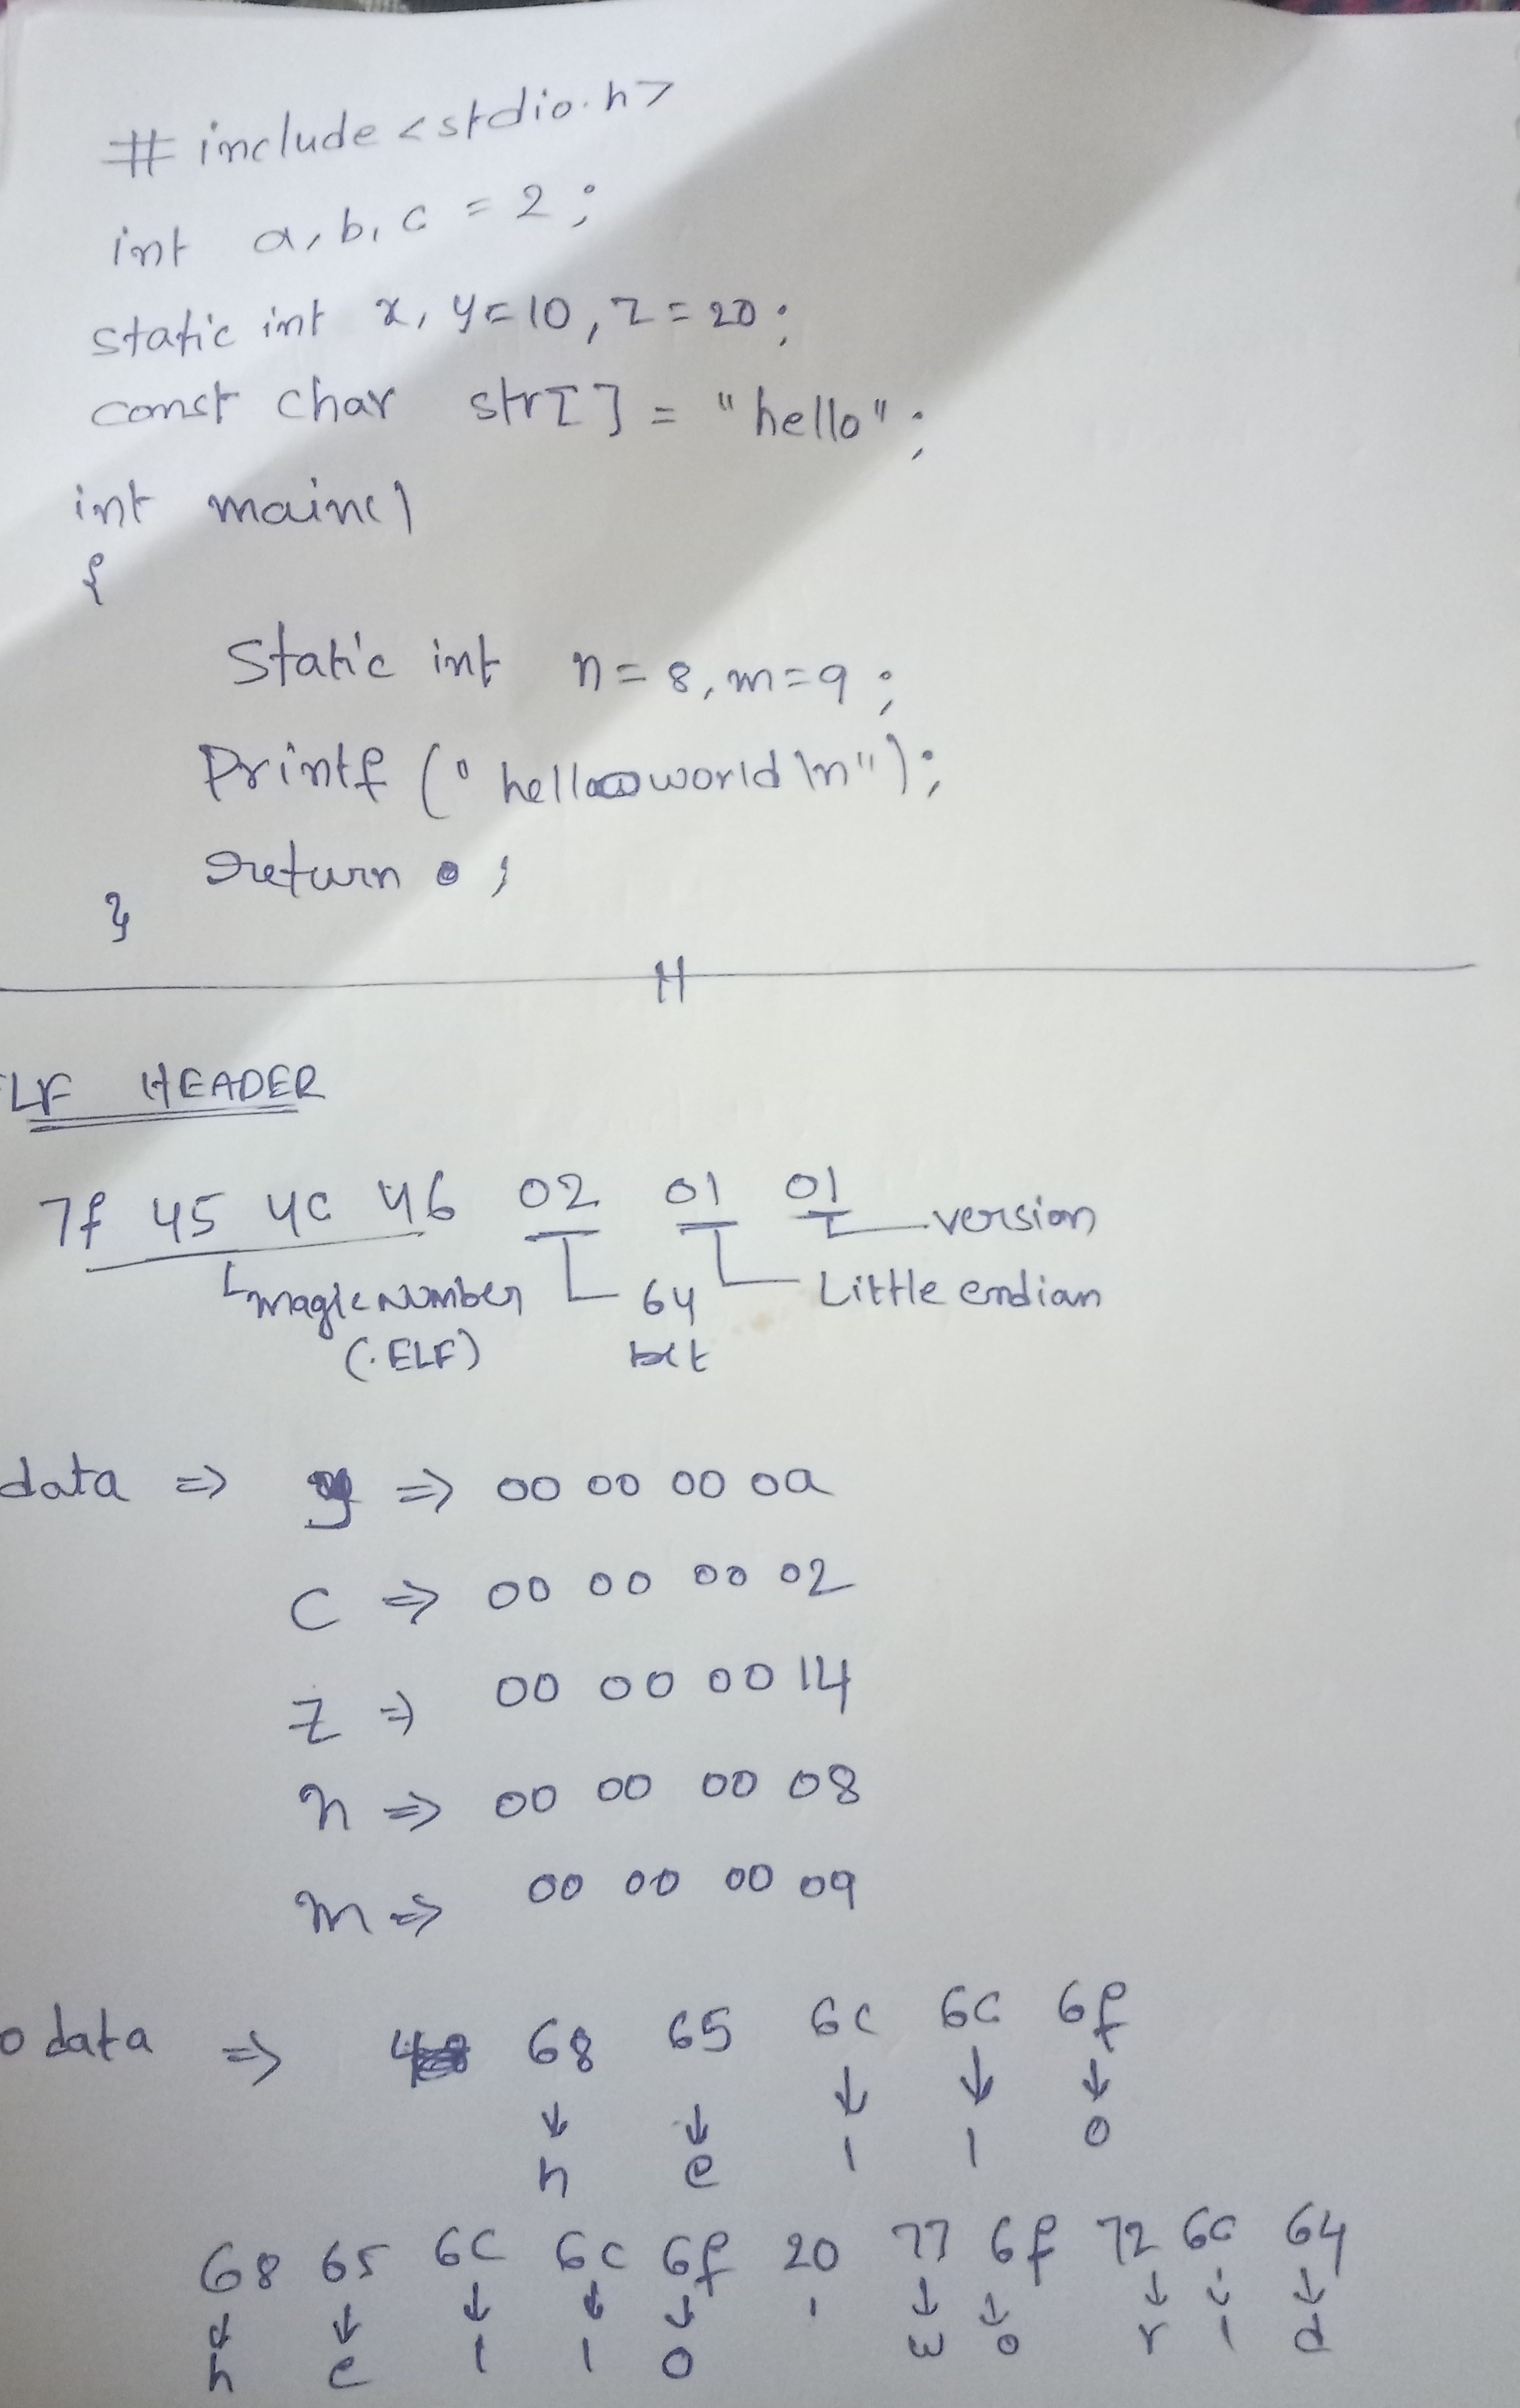 # include <stdio.h>
int a, b, c = 2;
static int x, y=10, z=20;
const char str[] = "hello";
int main()
{
static int n=8, m=9;
Printf ("hello world \n");
return 0;
}
LF HEADER
7f 45 4c 46 02 01 01 version
magic number 64 Little endian
(.ELF) bit
data => y => 00 00 00 0a
c => 00 00 00 02
z => 00 00 00 14
n => 00 00 00 08
m => 00 00 00 09
o data => 68 65 6c 6c 6f
h e l l o
68 65 6c 6c 6f 20 77 6f 72 6c 64
h e l l o ' w o r l d